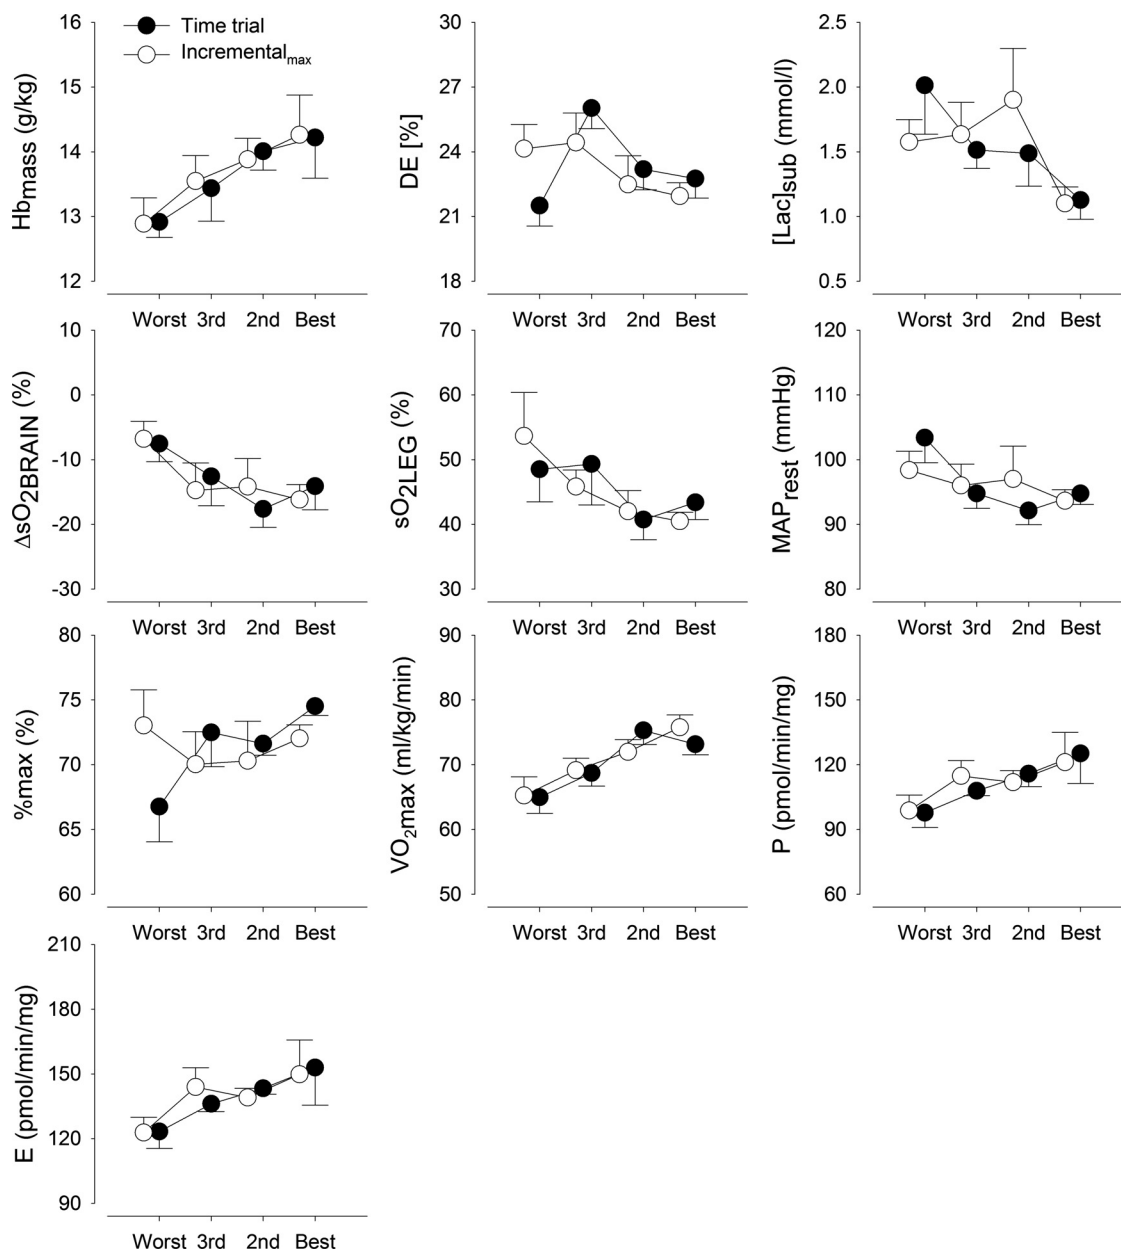 Time trial
Incrementalmax
Hbmass (g/kg)
16
15
14
13
12
Worst 3rd 2nd Best
DE [%]
30
27
24
21
18
Worst 3rd 2nd Best
[Lac]sub (mmol/l)
2.0
1.5
1.0
0.5
Worst 3rd 2nd Best
ΔsO2BRAIN (%)
10
-0
-10
-20
-30
Worst 3rd 2nd Best
sO2LEG (%)
70
60
50
40
30
Worst 3rd 2nd Best
MAPrest (mmHg)
120
110
100
90
80
Worst 3rd 2nd Best
%max (%)
80
75
70
65
60
Worst 3rd 2nd Best
VO2max (ml/kg/min)
90
80
70
60
50
Worst 3rd 2nd Best
P (pmol/min/mg)
180
150
120
90
60
Worst 3rd 2nd Best
E (pmol/min/mg)
210
180
150
120
90
Worst 3rd 2nd Best